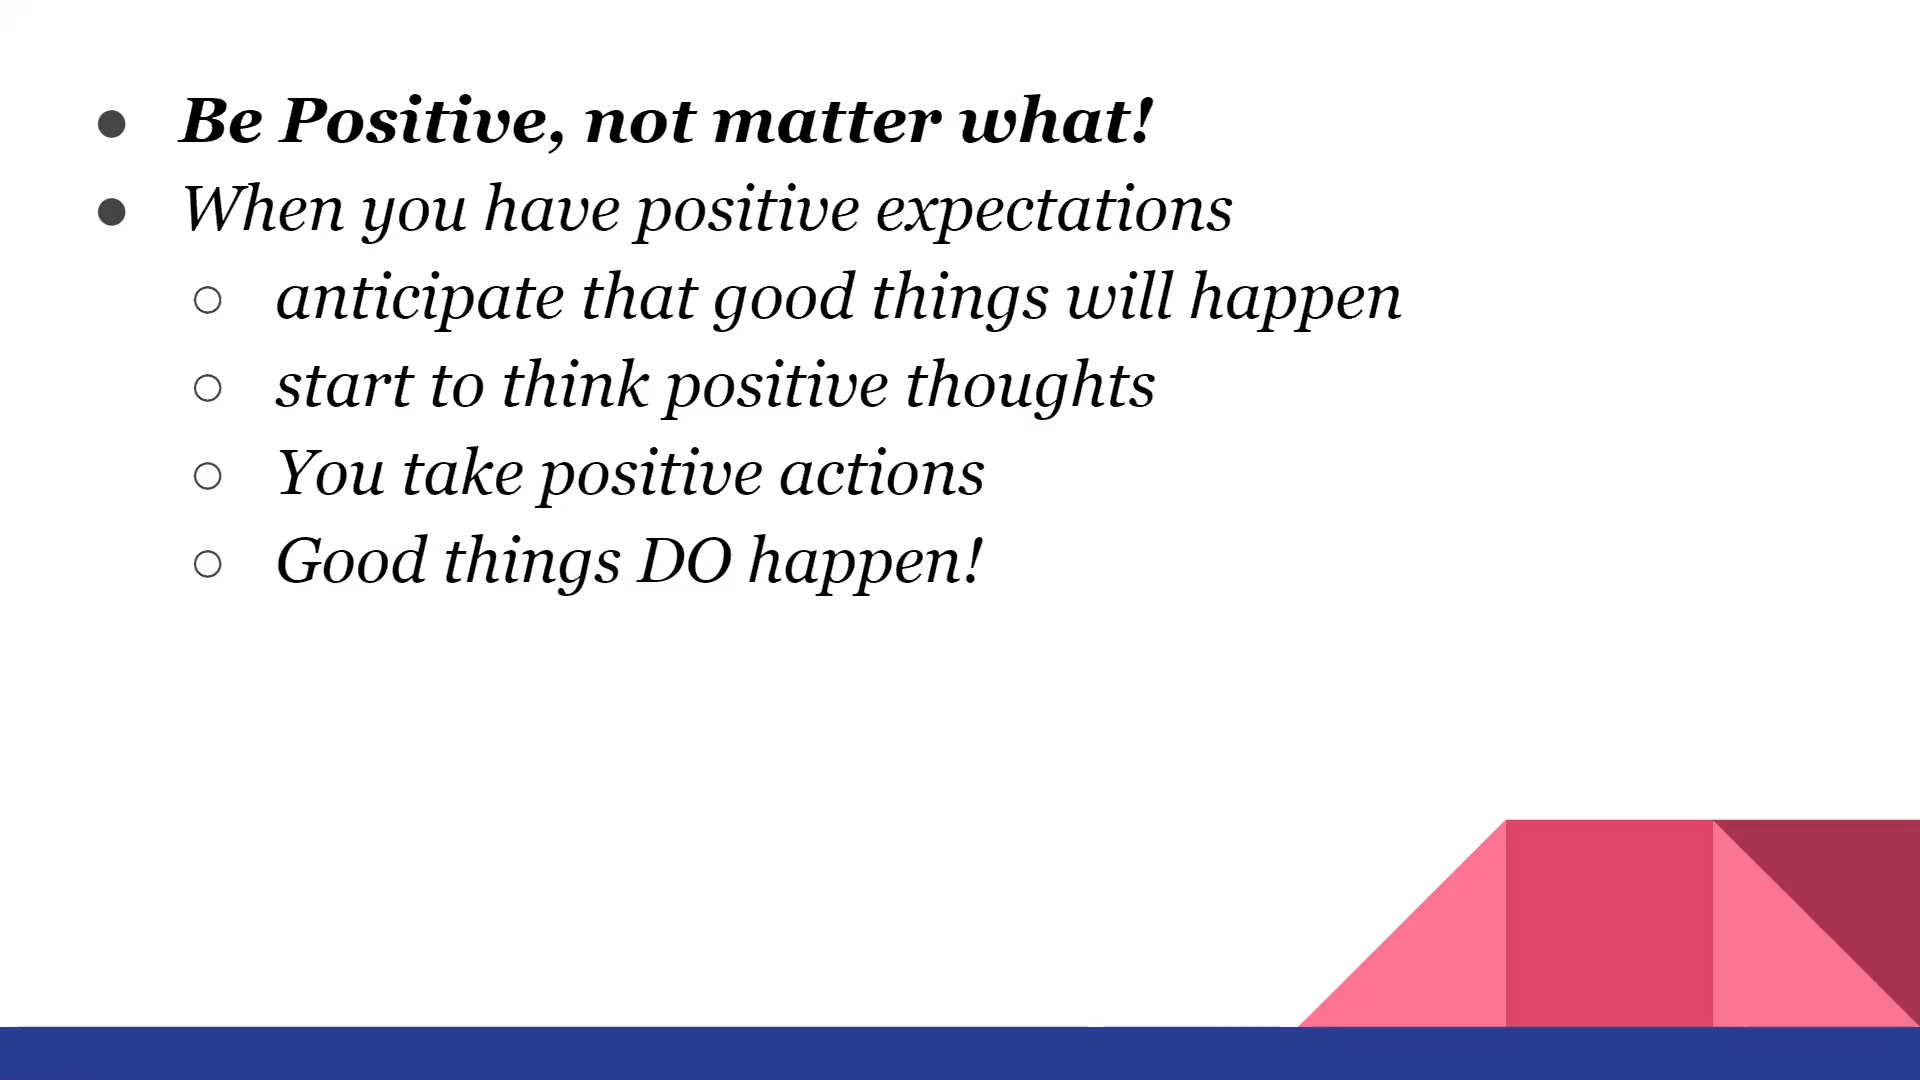 ● Be Positive, not matter what!
● When you have positive expectations
○ anticipate that good things will happen
○ start to think positive thoughts
○ You take positive actions
○ Good things DO happen!